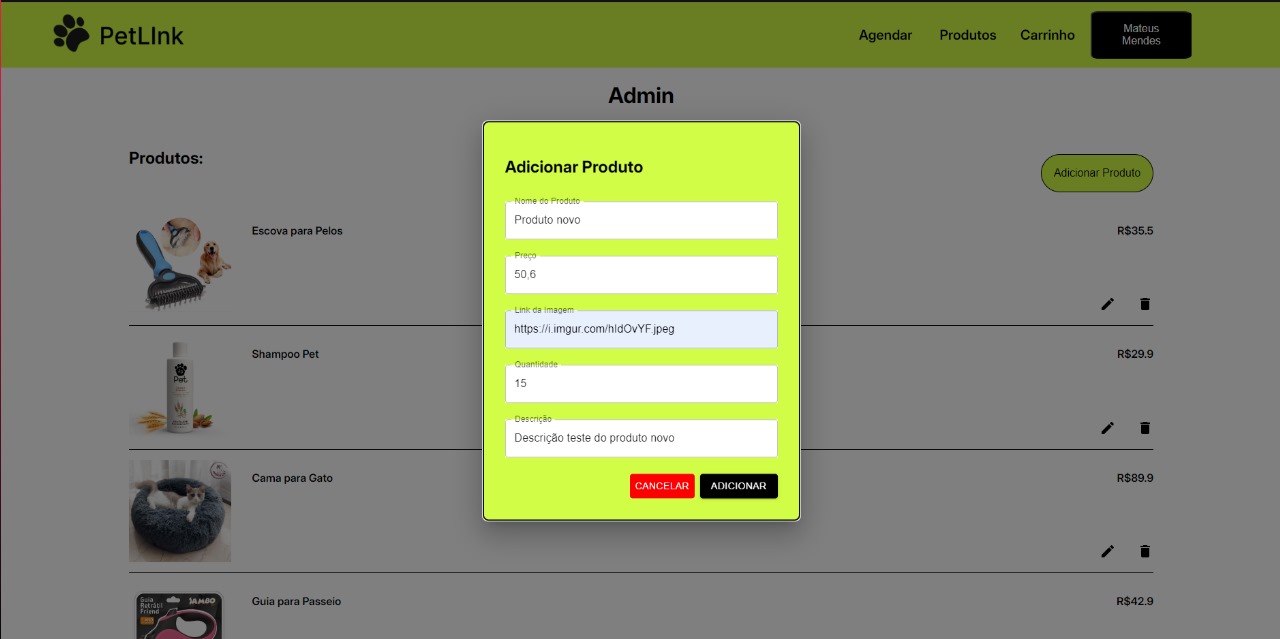 PetLInk
Agendar Produtos Carrinho Mateus
Mendes
Admin
Produtos:
Adicionar Produto
Escova para Pelos R$35.5
Pet
Shampoo Pet R$29.9
Cama para Gato R$89.9
Guia
Retrátil
Friend
JAMBO
Guia para Passeio R$42.9
Adicionar Produto
Nome do Produto
Produto novo
Preço
50,6
Link da Imagem
https://i.imgur.com/hIdOvYF.jpeg
Quantidade
15
Descrição
Descrição teste do produto novo
CANCELAR ADICIONAR